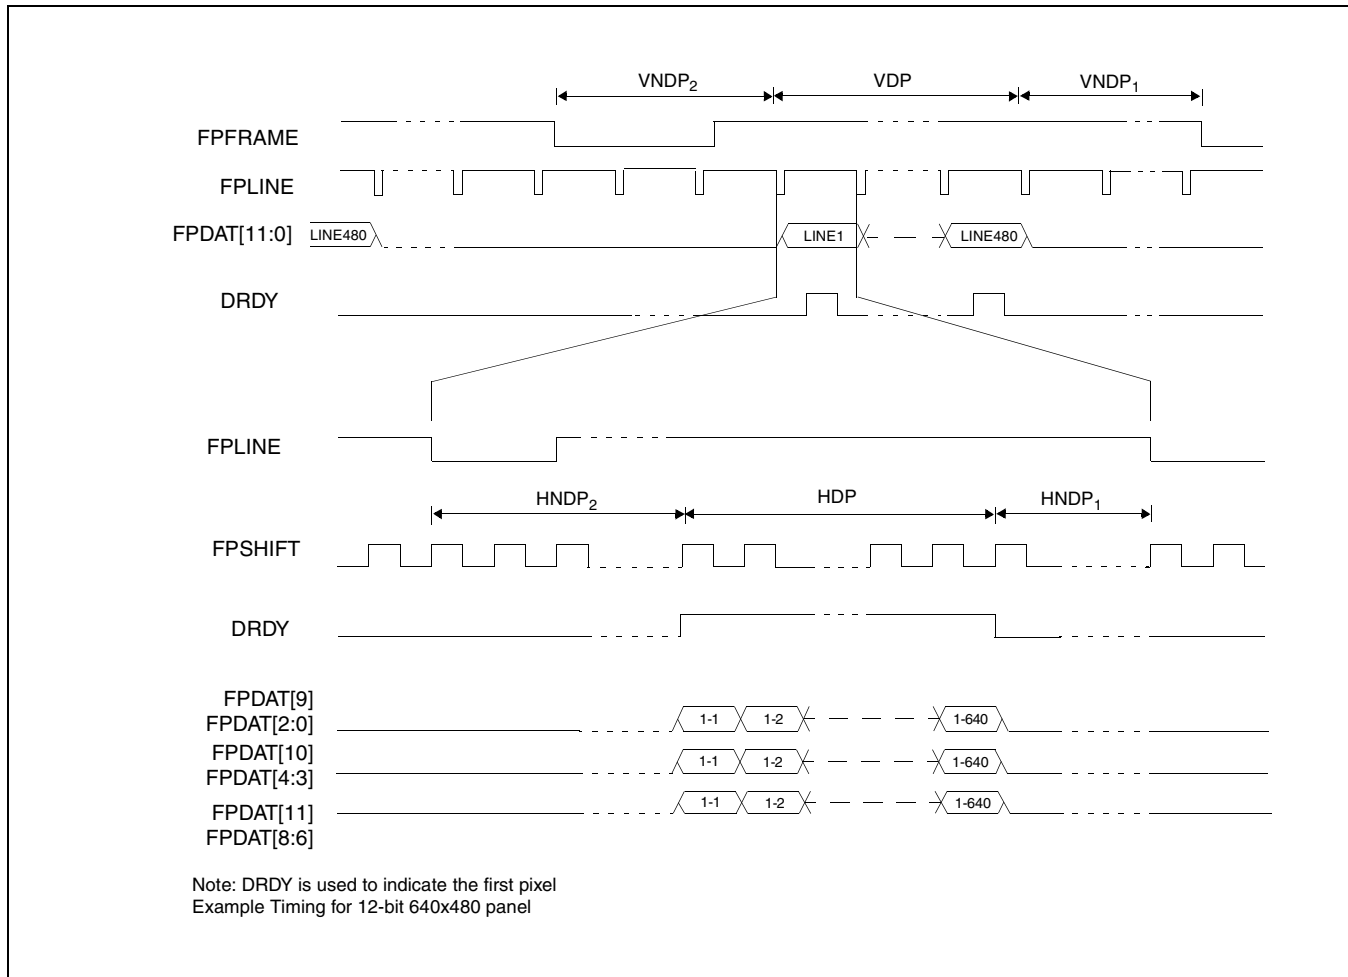 VNDP2 VDP VNDP1
FPFRAME
FPLINE
FPDAT[11:0] LINE480 LINE1 LINE480
DRDY
FPLINE
HNDP2 HDP HNDP1
FPSHIFT
DRDY
FPDAT[9]
FPDAT[2:0] 1-1 1-2 1-640
FPDAT[10]
FPDAT[4:3] 1-1 1-2 1-640
FPDAT[11] 1-1 1-2 1-640
FPDAT[8:6]
Note: DRDY is used to indicate the first pixel
Example Timing for 12-bit 640x480 panel